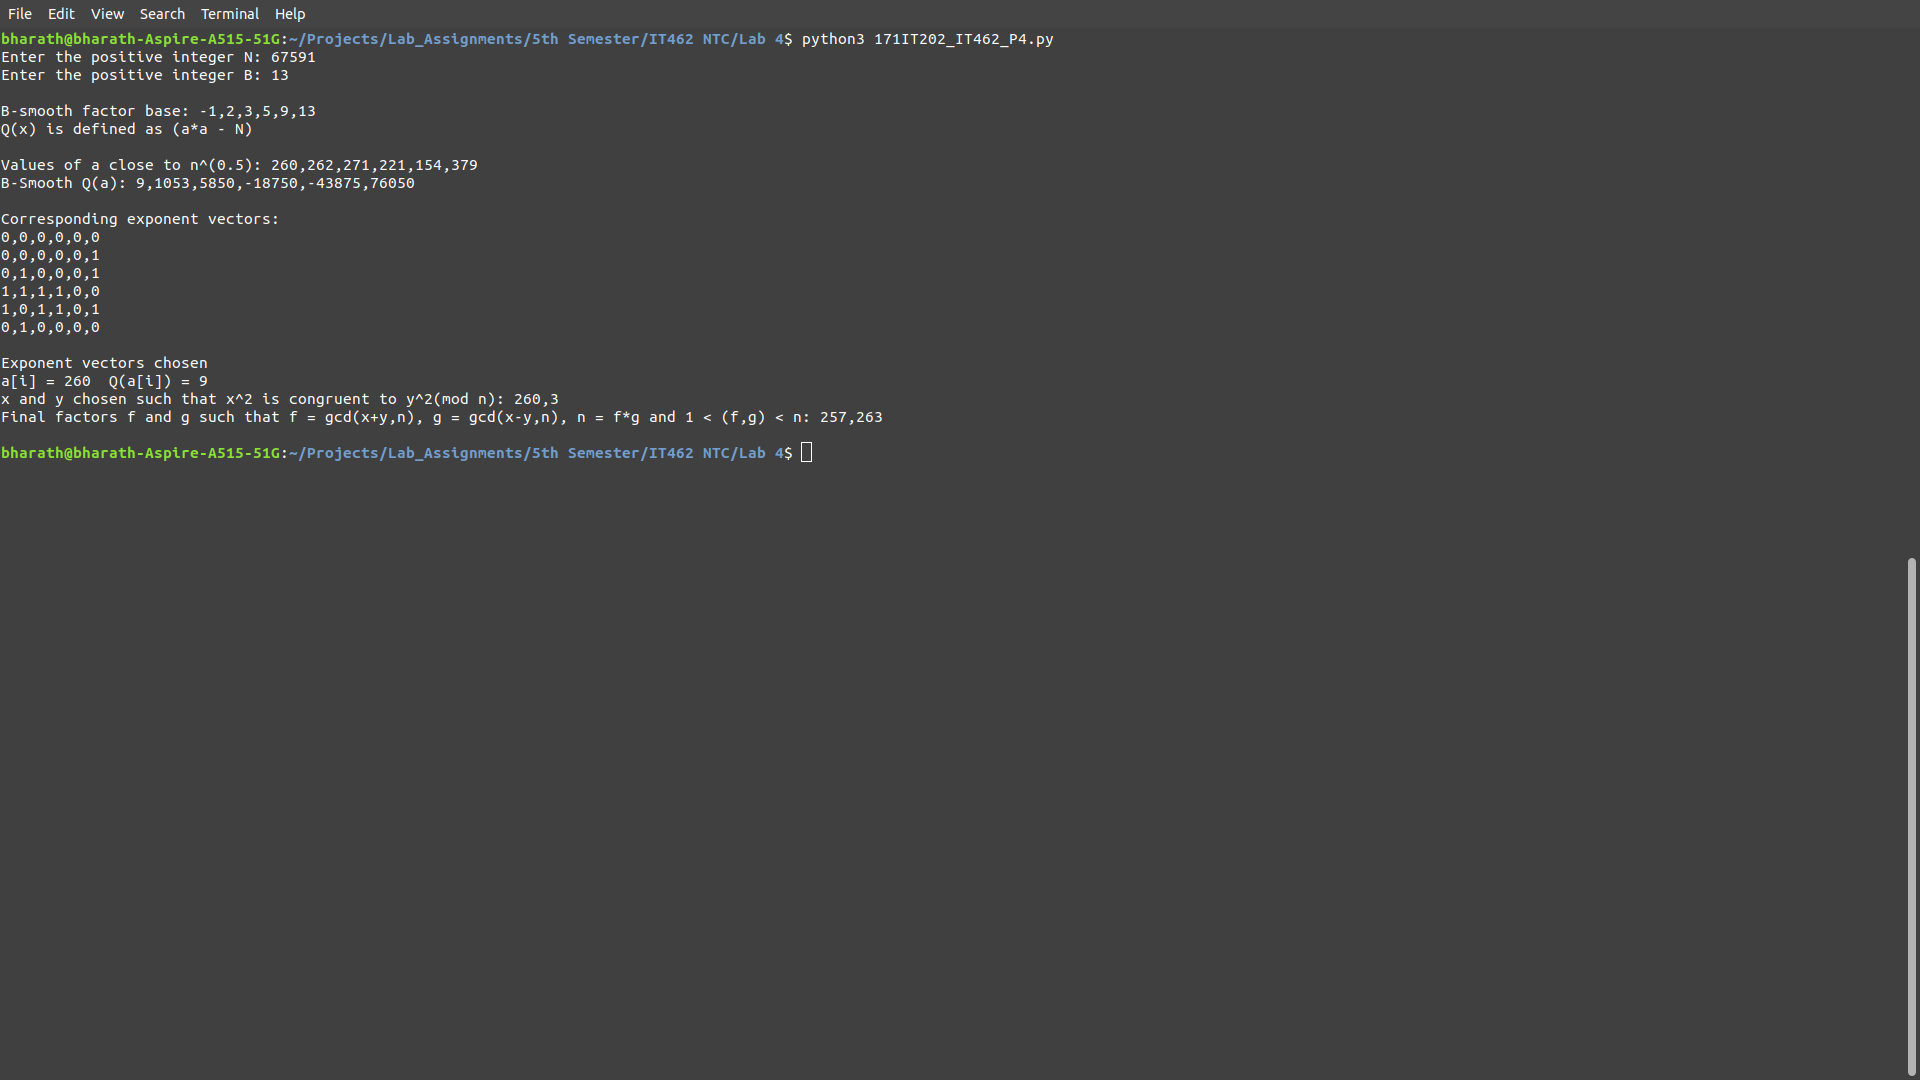 File Edit View Search Terminal Help
bharath@bharath-Aspire-A515-51G:~/Projects/Lab_Assignments/5th Semester/IT462 NTC/Lab 4$ python3 171IT202_IT462_P4.py
Enter the positive integer N: 67591
Enter the positive integer B: 13
B-smooth factor base: -1,2,3,5,9,13
Q(x) is defined as (a*a - N)
Values of a close to n^(0.5): 260,262,271,221,154,379
B-Smooth Q(a): 9,1053,5850,-18750,-43875,76050
Corresponding exponent vectors:
0,0,0,0,0,0
0,0,0,0,0,1
0,1,0,0,0,1
1,1,1,1,0,0
1,0,1,1,0,1
0,1,0,0,0,0
Exponent vectors chosen
a[i] = 260  Q(a[i]) = 9
x and y chosen such that x^2 is congruent to y^2(mod n): 260,3
Final factors f and g such that f = gcd(x+y,n), g = gcd(x-y,n), n = f*g and 1 < (f,g) < n: 257,263
bharath@bharath-Aspire-A515-51G:~/Projects/Lab_Assignments/5th Semester/IT462 NTC/Lab 4$